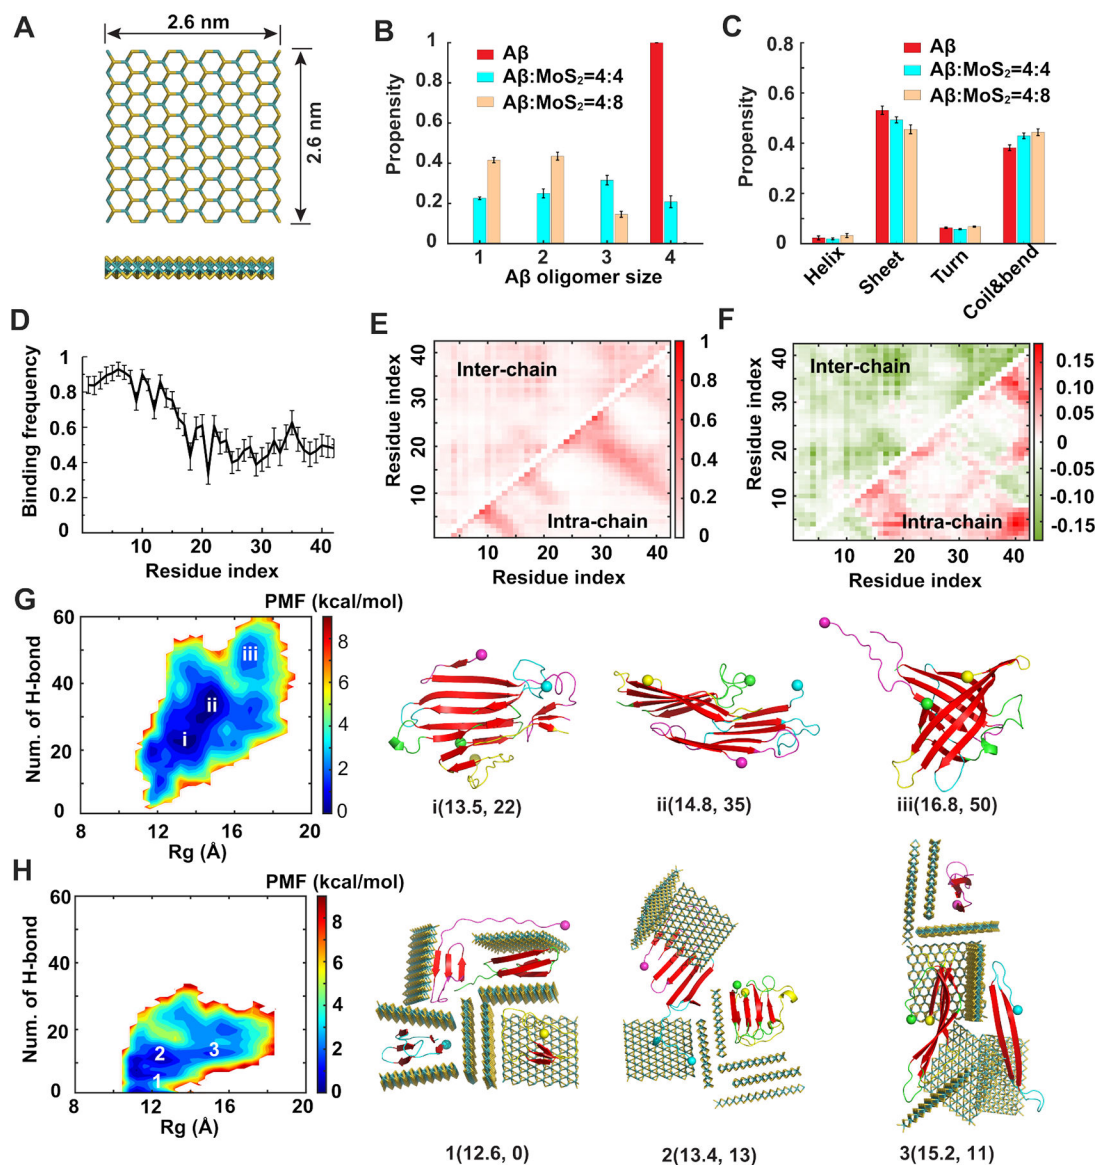 A
2.6 nm
2.6 nm
B
Propensity
1
0.8
0.6
0.4
0.2
0
Aβ
Aβ:MoS₂=4:4
Aβ:MoS₂=4:8
1 2 3 4
Aβ oligomer size
C
Propensity
0.8
0.6
0.4
0.2
0
Aβ
Aβ:MoS₂=4:4
Aβ:MoS₂=4:8
Helix
Sheet
Turn
Coil&bend
D
Binding frequency
1
0.8
0.6
0.4
0.2
0
10 20 30 40
Residue index
E
Residue index
40
30
20
10
Inter-chain
Intra-chain
10 20 30 40
Residue index
1
0.8
0.6
0.4
0.2
0
F
Residue index
40
30
20
10
Inter-chain
Intra-chain
10 20 30 40
Residue index
0.15
0.10
0.05
0
-0.05
-0.10
-0.15
G
PMF (kcal/mol)
Num. of H-bond
60
40
20
0
iii
ii
i
8 12 16 20
Rg (Å)
8
6
4
2
0
i(13.5, 22)
ii(14.8, 35)
iii(16.8, 50)
H
PMF (kcal/mol)
Num. of H-bond
60
40
20
0
2
3
1
8 12 16 20
Rg (Å)
8
6
4
2
0
1(12.6, 0)
2(13.4, 13)
3(15.2, 11)